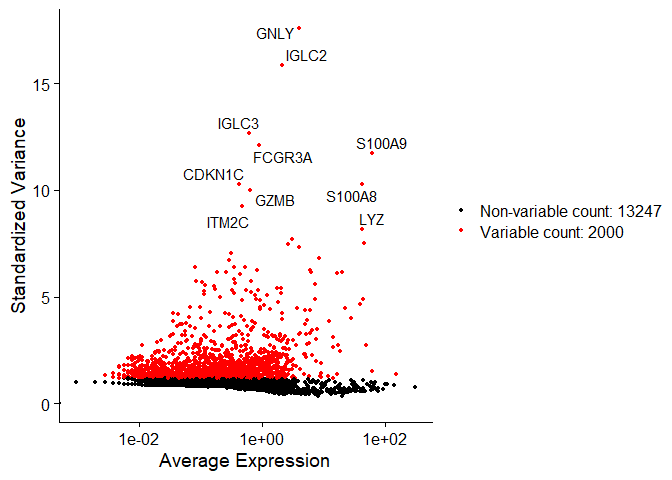 GNLY
IGLC2
IGLC3
FCGR3A
S100A9
CDKN1C
GZMB
S100A8
ITM2C
LYZ
15
10
5
0
Standardized Variance
1e-02 1e+00 1e+02
Average Expression
Non-variable count: 13247
Variable count: 2000